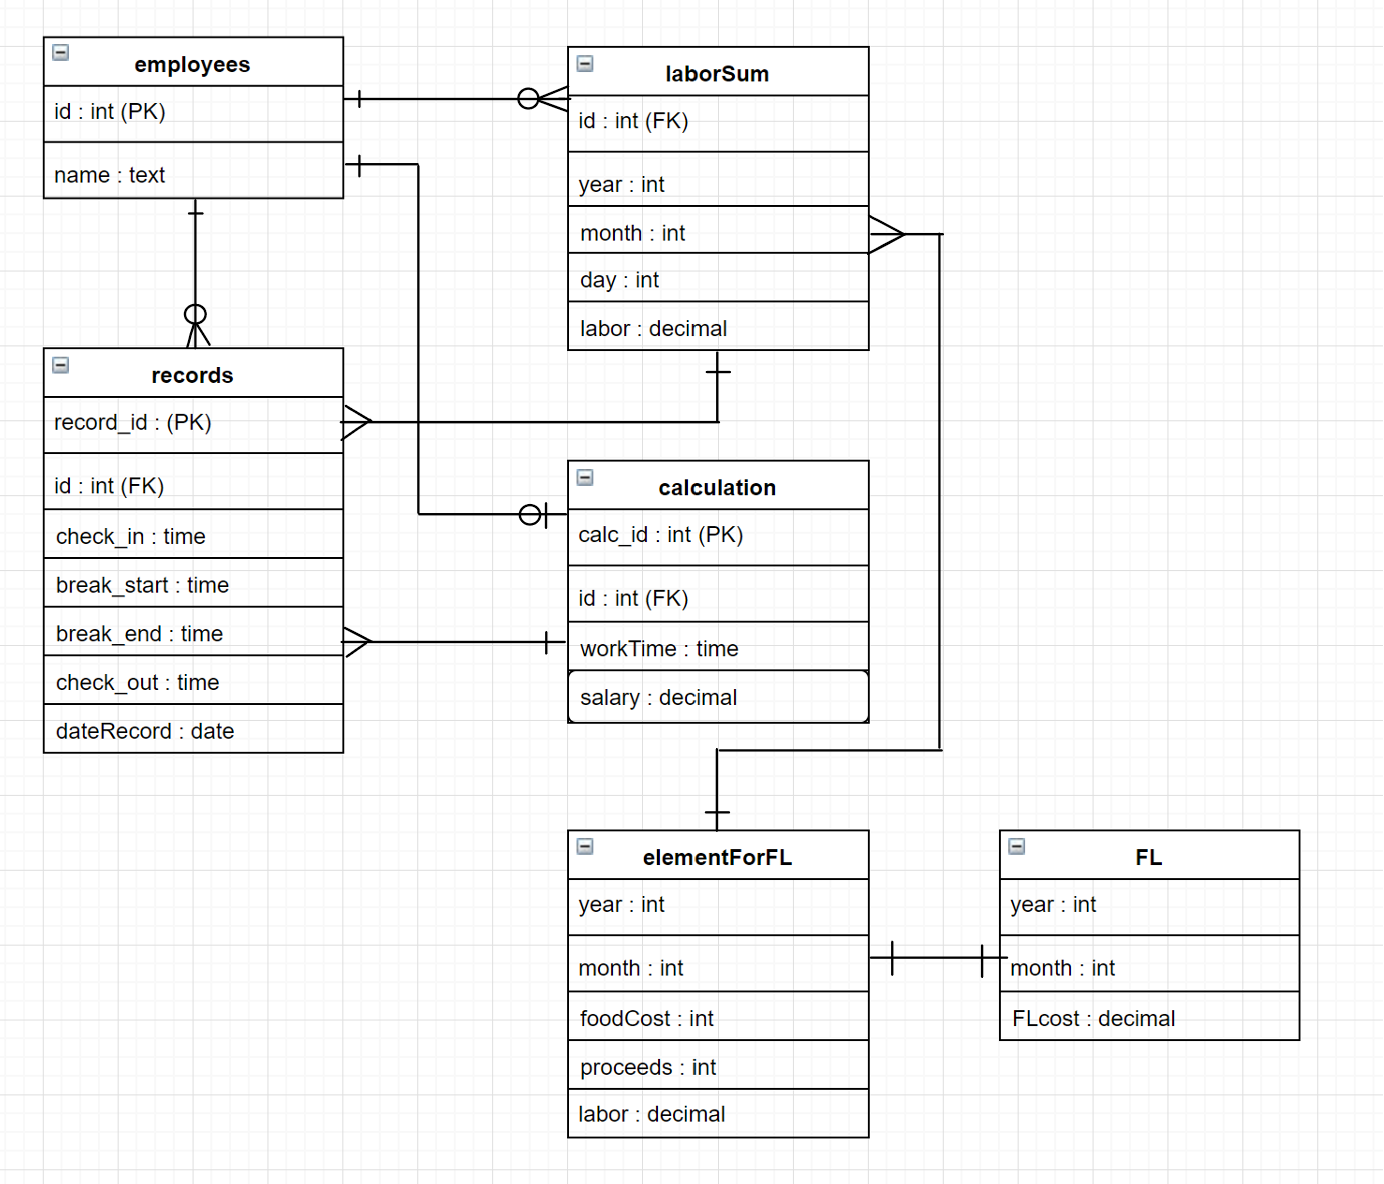 employees
id : int (PK)
name : text
laborSum
id : int (FK)
year : int
month : int
day : int
labor : decimal
records
record_id : (PK)
id : int (FK)
check_in : time
break_start : time
break_end : time
check_out : time
dateRecord : date
calculation
calc_id : int (PK)
id : int (FK)
workTime : time
salary : decimal
elementForFL
year : int
month : int
foodCost : int
proceeds : int
labor : decimal
FL
year : int
month : int
FLcost : decimal